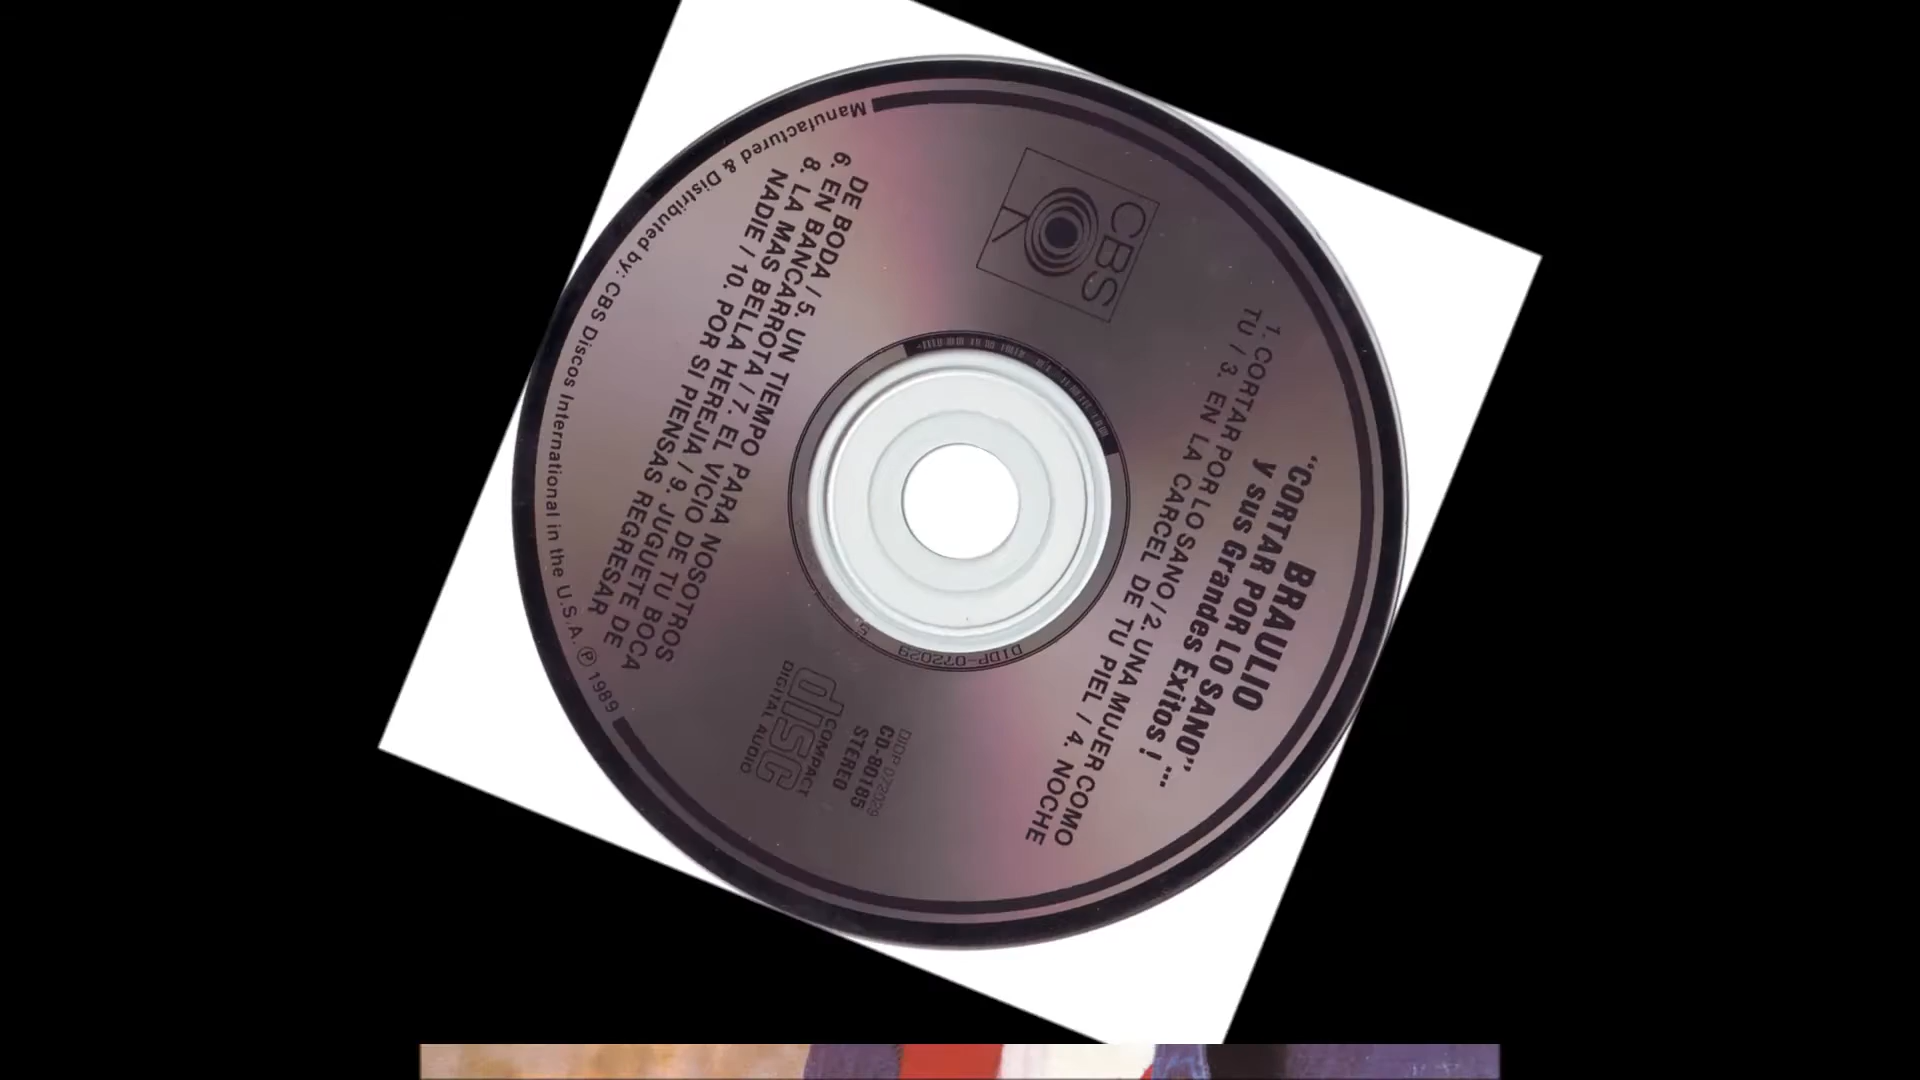 BRAULIO
"CORTAR POR LO SANO"...
y sus Grandes Exitos!
1. CORTAR POR LO SANO / 2. UNA MUJER COMO
TU / 3. EN LA CARCEL DE TU PIEL / 4. NOCHE
CBS
DIDP 072029
CD-80185
STEREO
COMPACT
disc
DIGITAL AUDIO
DIDP-072029
S
DE BODA / 5. UN TIEMPO PARA NOSOTROS
6. EN BANCARROTA / 7. EL VICIO DE TU BOCA
8. LA MAS BELLA HEREJIA / 9. JUGUETE DE
NADIE / 10. POR SI PIENSAS REGRESAR
Manufactured & Distributed by: CBS Discos International in the U.S.A. ℗ 1989